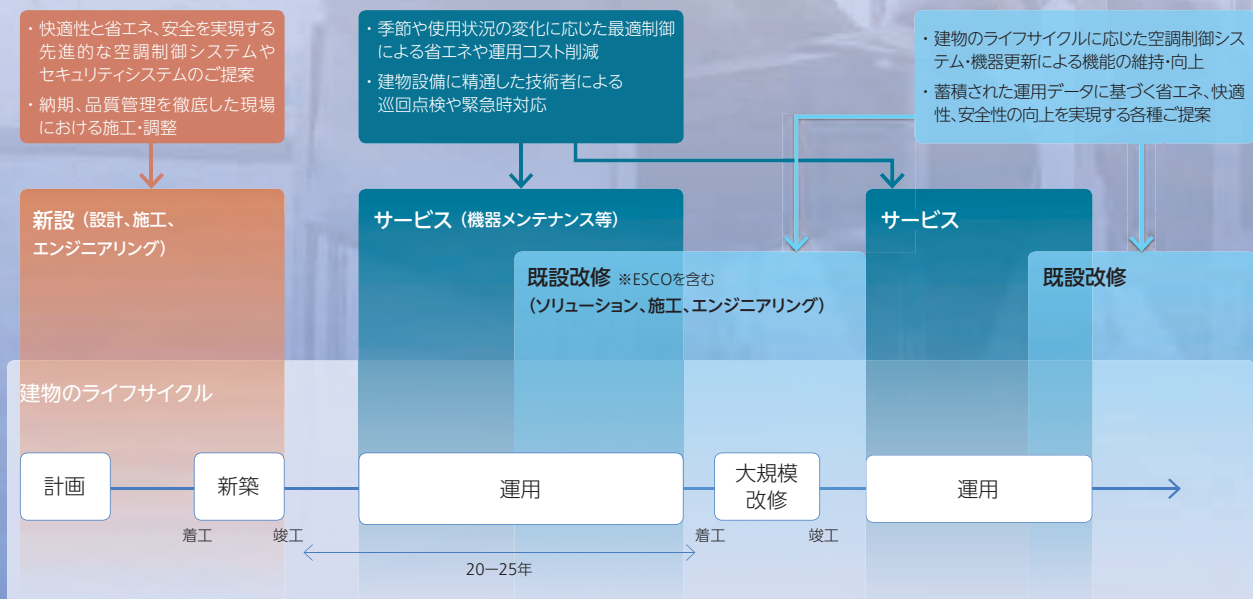 ・快適性と省エネ、安全を実現する
先進的な空調制御システムや
セキュリティシステムのご提案
・納期、品質管理を徹底した現場
における施工・調整
・季節や使用状況の変化に応じた最適制御
による省エネや運用コスト削減
・建物設備に精通した技術者による
巡回点検や緊急時対応
・建物のライフサイクルに応じた空調制御シス
テム・機器更新による機能の維持・向上
・蓄積された運用データに基づく省エネ、快適
性、安全性の向上を実現する各種ご提案
新設（設計、施工、
エンジニアリング）
サービス（機器メンテナンス等）
サービス
既設改修 ※ESCOを含む
（ソリューション、施工、エンジニアリング）
既設改修
建物のライフサイクル
計画
新築
運用
大規模
改修
運用
着工
竣工
着工
竣工
20－25年